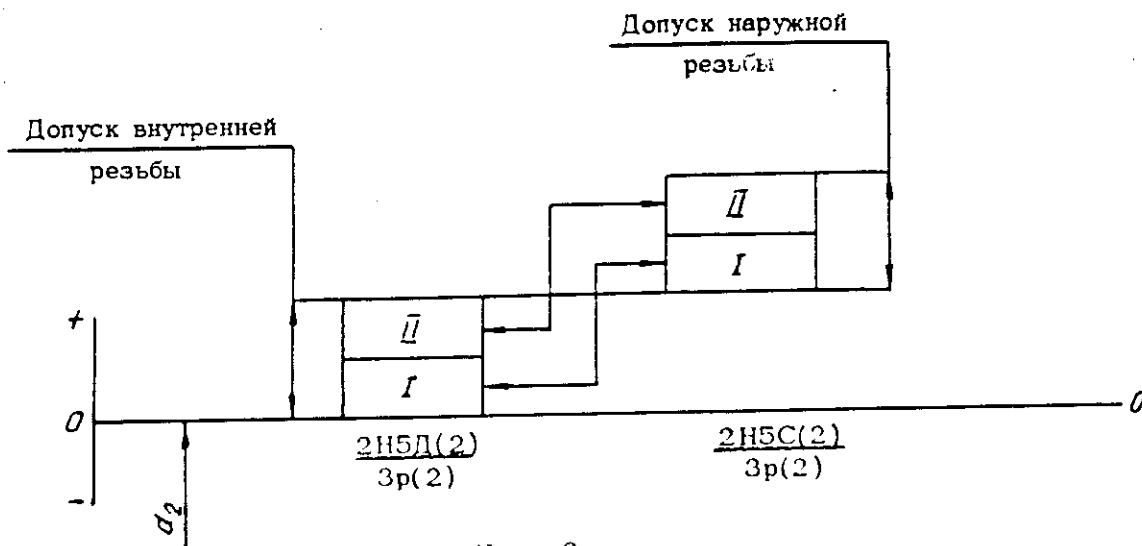 Допуск наружной
резьбы
Допуск внутренней
резьбы
II
I
II
I
+
0
-
0
d₂
2Н5Д(2)
3р(2)
2Н5С(2)
3р(2)